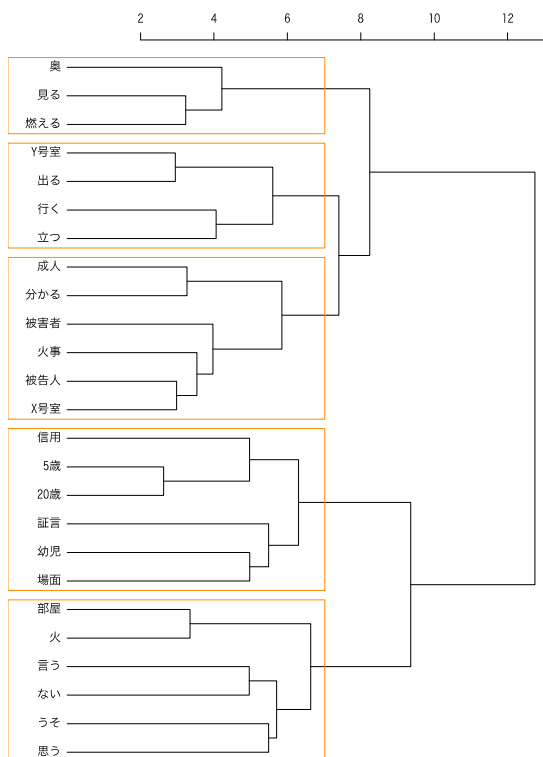 2 4 6 8 10 12
奥
見る
燃える
Y号室
出る
行く
立つ
成人
分かる
被害者
火事
被告人
X号室
信用
5歳
20歳
証言
幼児
場面
部屋
火
言う
ない
うそ
思う